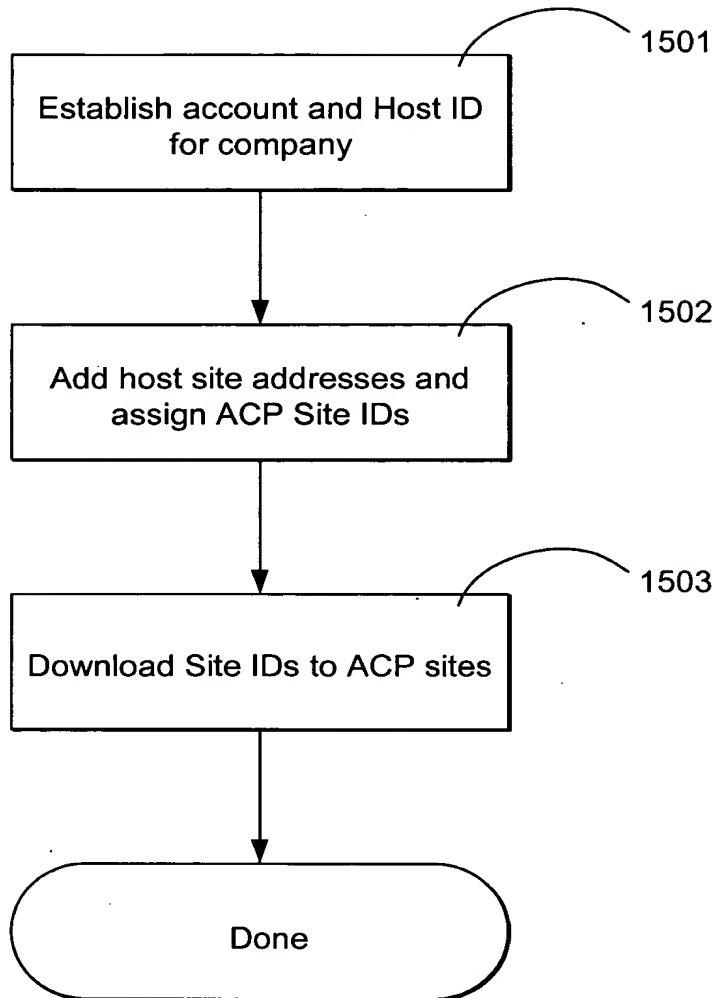 1501
Establish account and Host ID
for company
1502
Add host site addresses and
assign ACP Site IDs
1503
Download Site IDs to ACP sites
Done